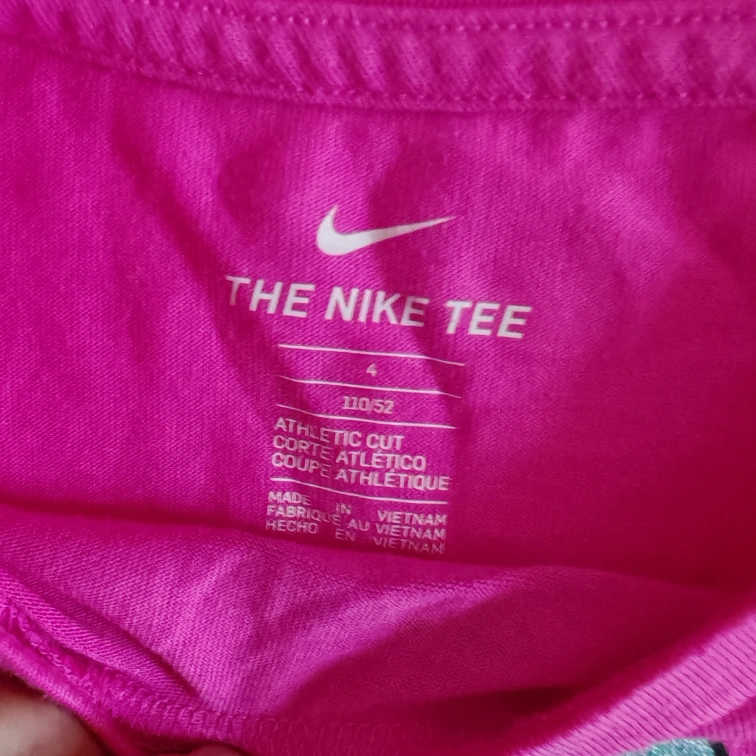 THE NIKE TEE
4
110/52
ATHLETIC CUT
CORTE ATLÉTICO
COUPE ATHLÉTIQUE
MADE IN VIETNAM
FABRIQUE AU VIETNAM
HECHO EN VIETNAM